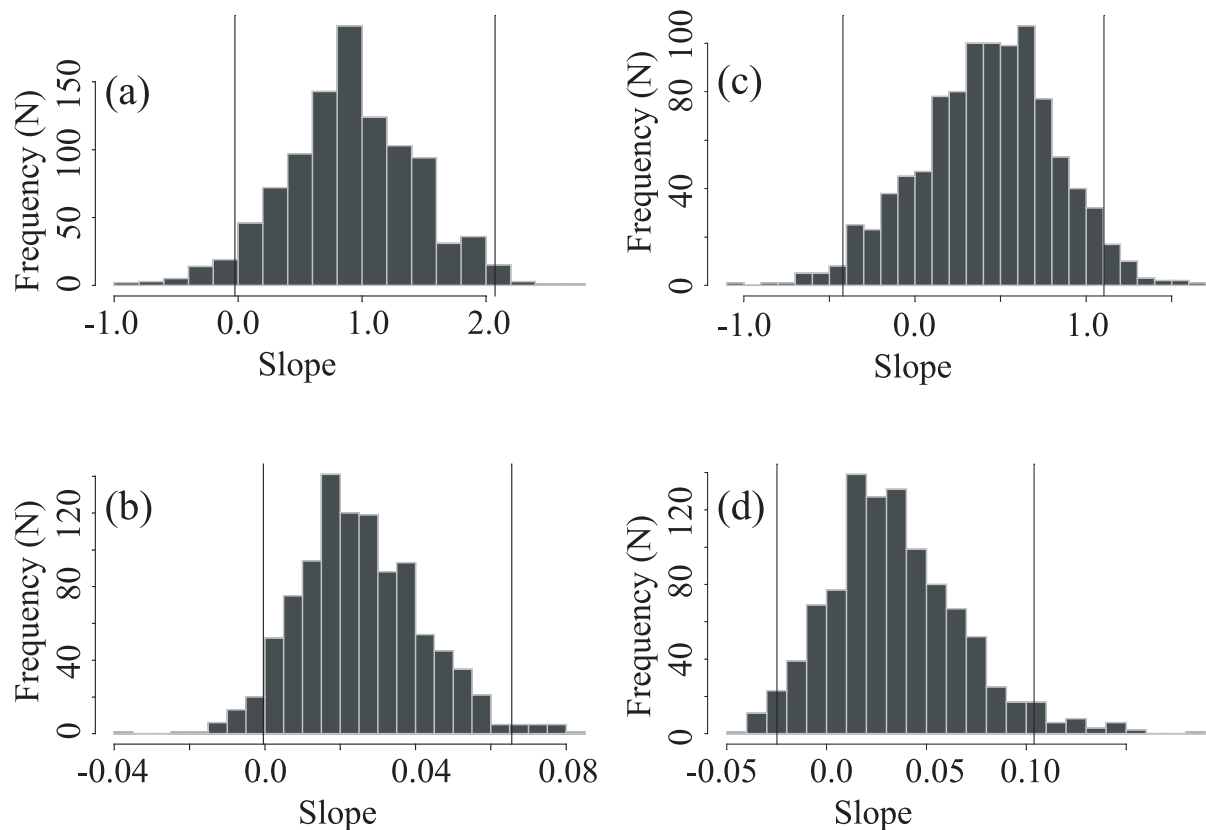 (a)
Frequency (N)
0 50 100 150
-1.0 0.0 1.0 2.0
Slope
(c)
Frequency (N)
0 40 80 100
-1.0 0.0 1.0
Slope
(b)
Frequency (N)
0 40 80 120
-0.04 0.0 0.04 0.08
Slope
(d)
Frequency (N)
0 40 80 120
-0.05 0.0 0.05 0.10
Slope